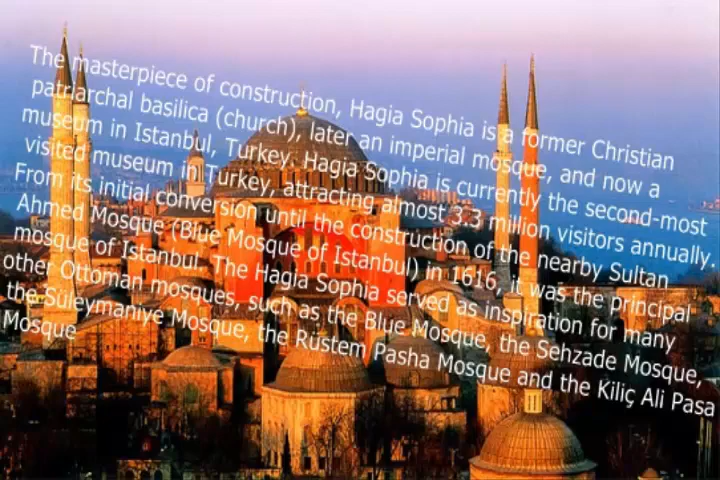 The masterpiece of construction, Hagia Sophia is a former Christian
patriarchal basilica (church), later an imperial mosque, and now a
museum in Istanbul, Turkey. Hagia Sophia is currently the second-most
visited museum in Turkey, attracting almost 3.3 million visitors annually.
From its initial conversion until the construction of the nearby Sultan
Ahmed Mosque (Blue Mosque of Istanbul) in 1616, it was the principal
mosque of Istanbul. The Hagia Sophia served as inspiration for many
other Ottoman mosques, such as the Blue Mosque, the Sehzade Mosque,
the Süleymaniye Mosque, the Rüstem Pasha Mosque and the Kiliç Ali Pasa
Mosque